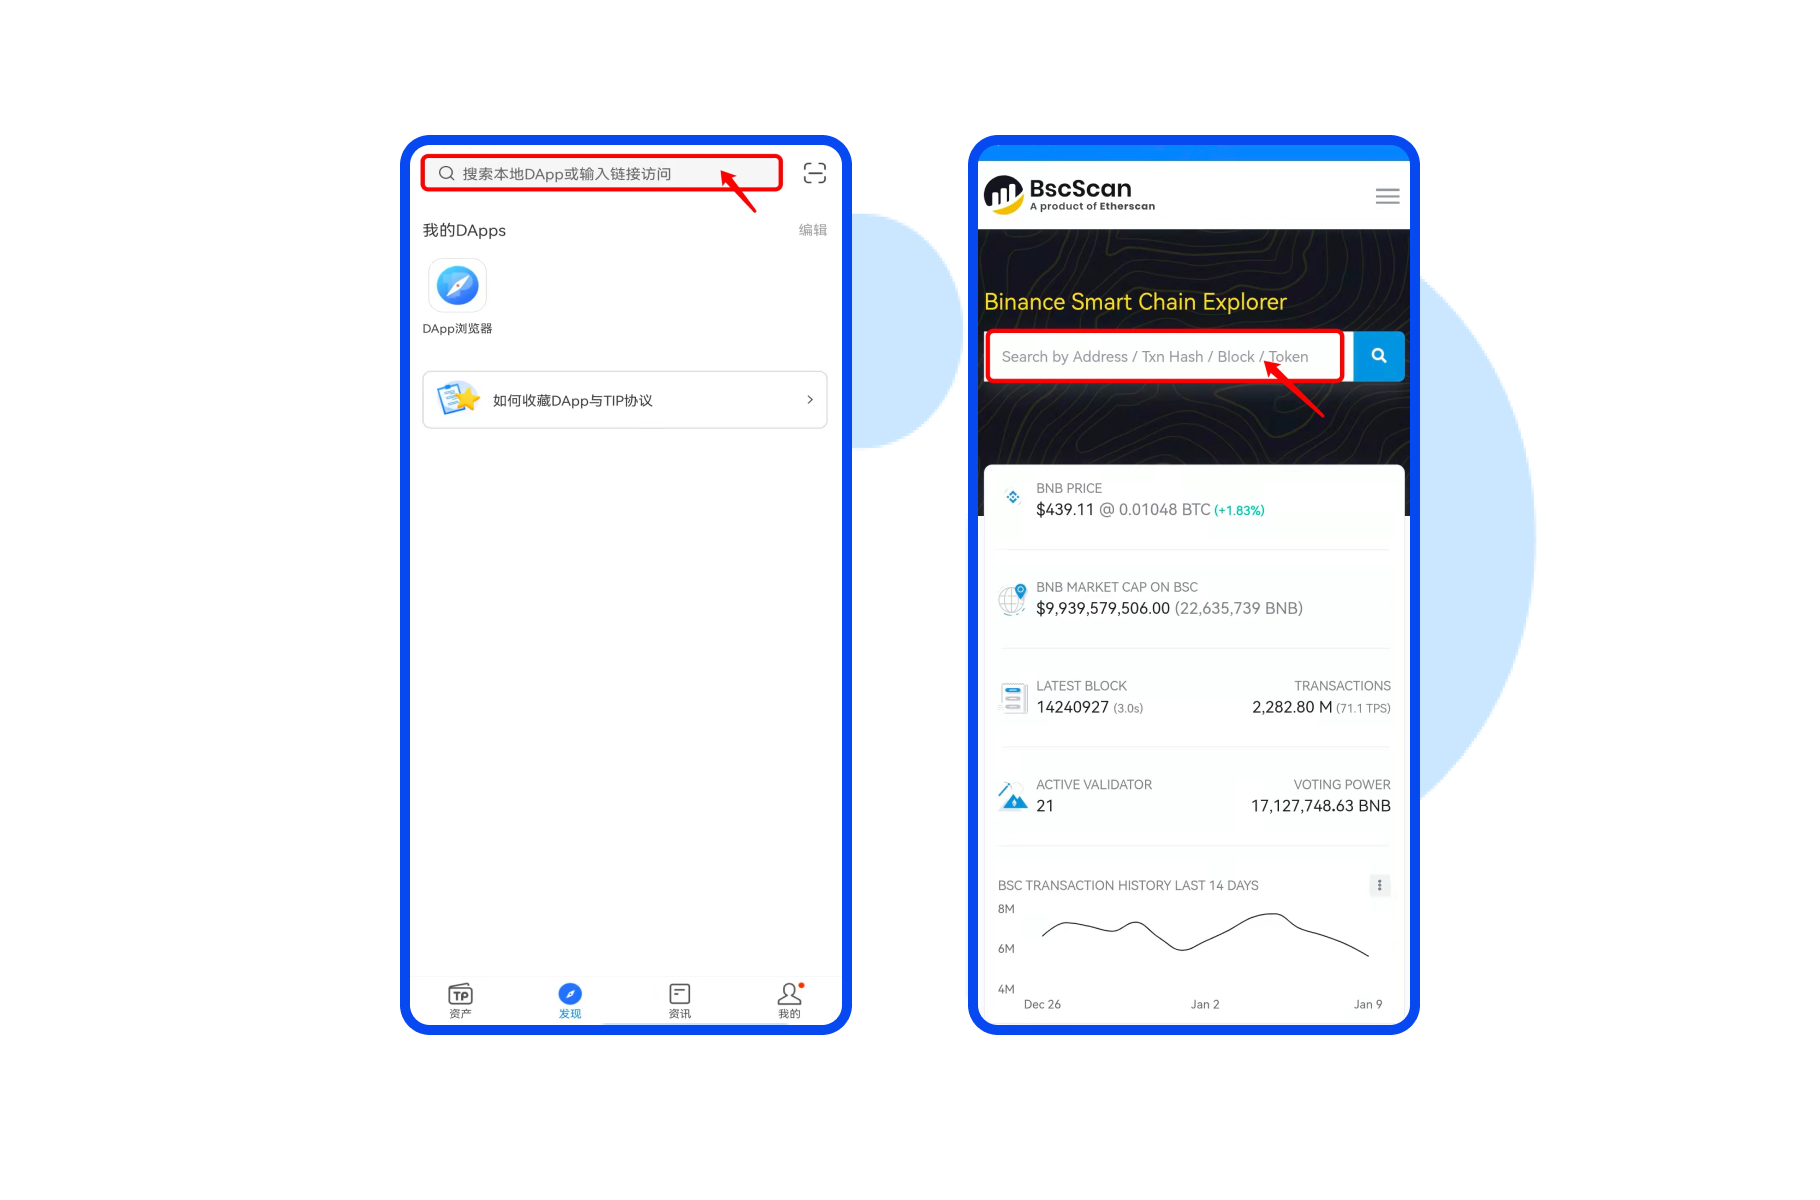 搜索本地DApp或输入链接访问
我的DApps
编辑
DApp浏览器
如何收藏DApp与TIP协议
TP
资产
发现
资讯
我的
BscScan
A product of Etherscan
Binance Smart Chain Explorer
Search by Address / Txn Hash / Block / Token
BNB PRICE
$439.11 @ 0.01048 BTC (+1.83%)
BNB MARKET CAP ON BSC
$9,939,579,506.00 (22,635,739 BNB)
LATEST BLOCK
14240927 (3.0s)
TRANSACTIONS
2,282.80 M (71.1 TPS)
ACTIVE VALIDATOR
21
VOTING POWER
17,127,748.63 BNB
BSC TRANSACTION HISTORY LAST 14 DAYS
8M
6M
4M
Dec 26
Jan 2
Jan 9